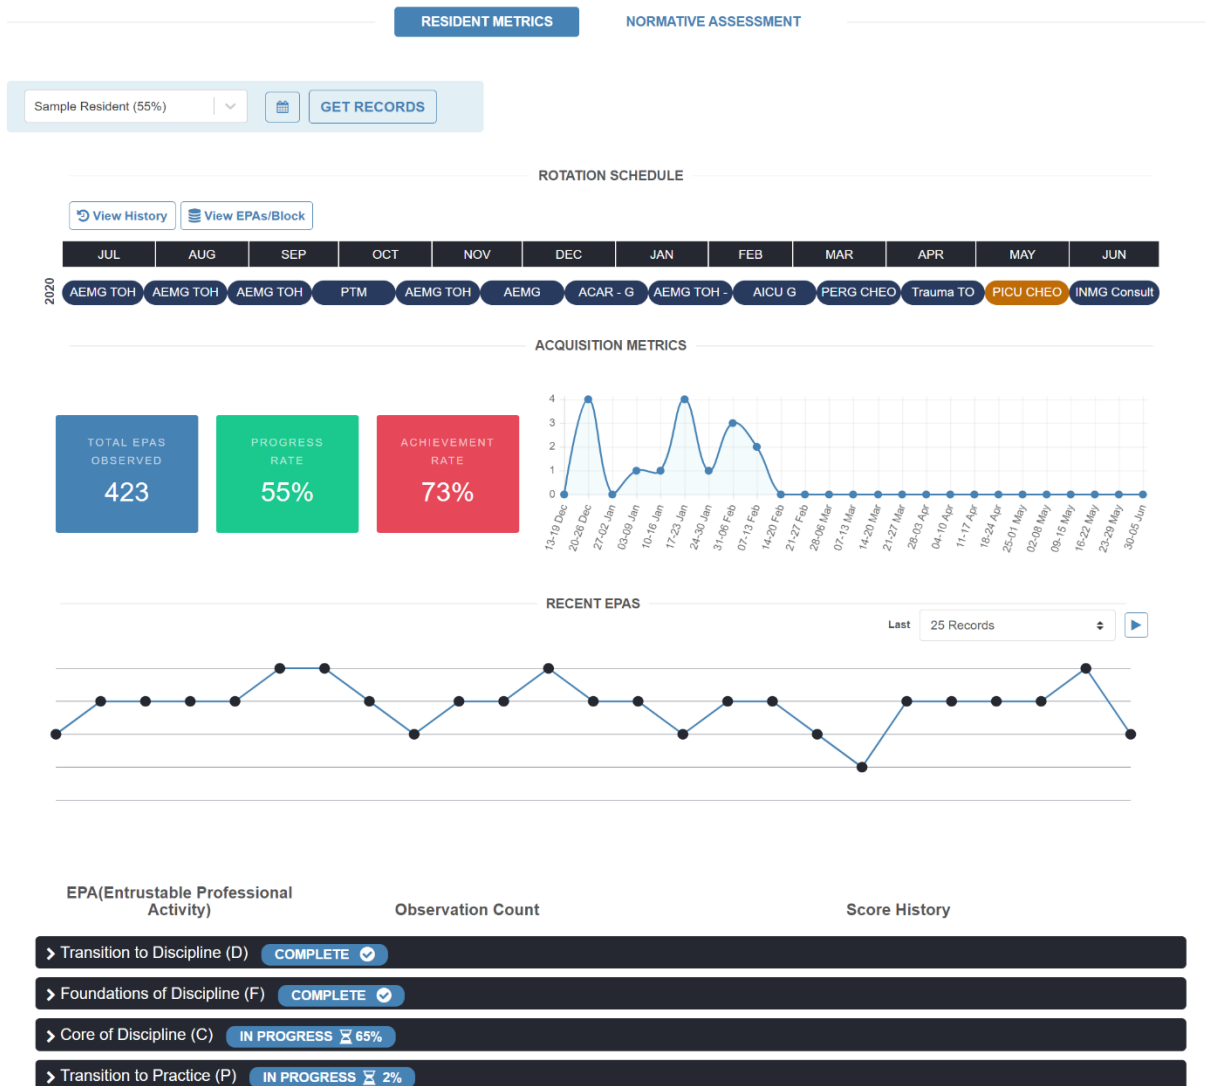 RESIDENT METRICS NORMATIVE ASSESSMENT
Sample Resident (55%) GET RECORDS
ROTATION SCHEDULE
View History View EPAs/Block
JUL AUG SEP OCT NOV DEC JAN FEB MAR APR MAY JUN
2020
AEMG TOH AEMG TOH AEMG TOH PTM AEMG TOH AEMG ACAR - G AEMG TOH - AICU G PERG CHEO Trauma TO PICU CHEO INMG Consult
ACQUISITION METRICS
TOTAL EPAS
OBSERVED
423
PROGRESS
RATE
55%
ACHIEVEMENT
RATE
73%
4
3
2
1
0
13-19 Dec
20-26 Dec
27-02 Jan
03-09 Jan
10-16 Jan
17-23 Jan
24-30 Jan
31-06 Feb
07-13 Feb
14-20 Feb
21-27 Feb
28-06 Mar
07-13 Mar
14-20 Mar
21-27 Mar
28-03 Apr
04-10 Apr
11-17 Apr
18-24 Apr
25-01 May
02-08 May
09-15 May
16-22 May
23-29 May
30-05 Jun
RECENT EPAS
Last 25 Records
EPA(Entrustable Professional
Activity)
Observation Count
Score History
Transition to Discipline (D) COMPLETE
Foundations of Discipline (F) COMPLETE
Core of Discipline (C) IN PROGRESS 65%
Transition to Practice (P) IN PROGRESS 2%